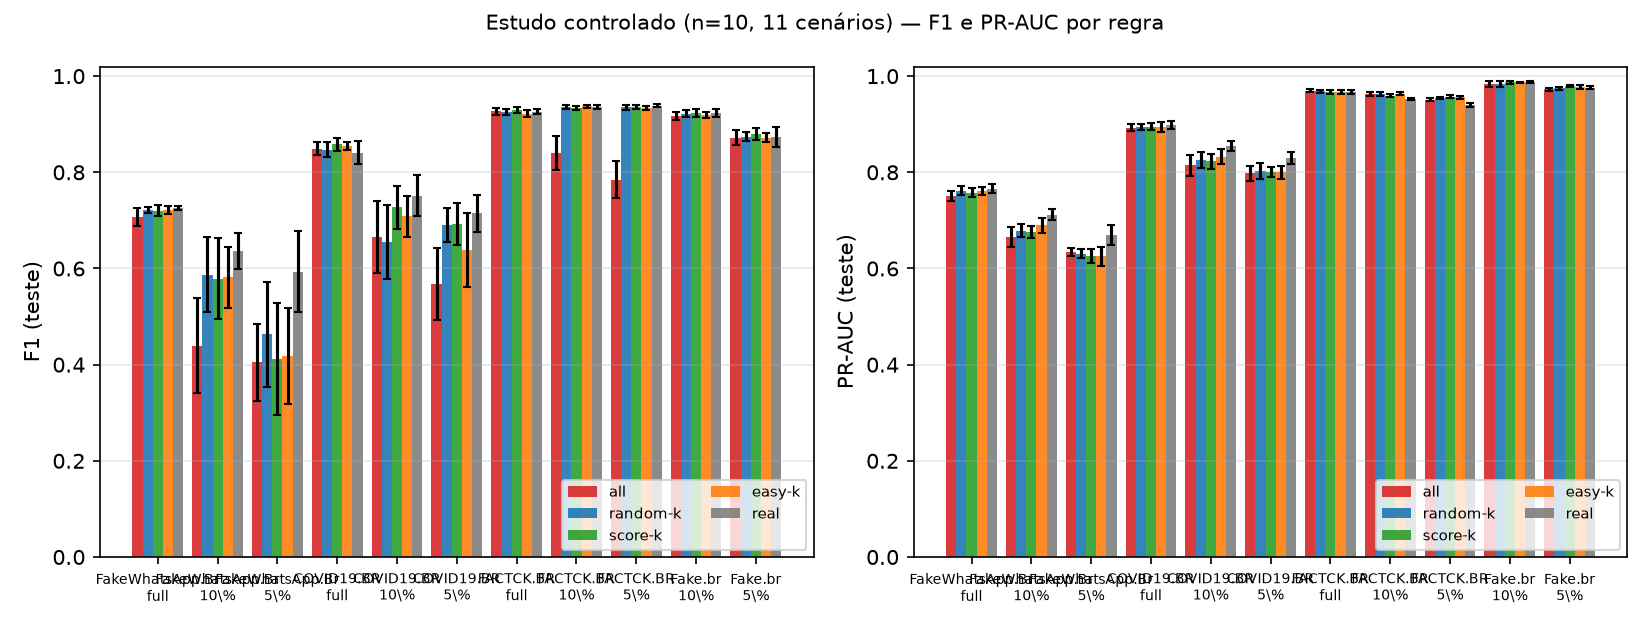 Estudo controlado (n=10, 11 cenários) — F1 e PR-AUC por regra
F1 (teste)
1.0
0.8
0.6
0.4
0.2
0.0
all
random-k
score-k
easy-k
real
full
10\%
5\%
full
10\%
5\%
full
10\%
5\%
Fake.br
10\%
Fake.br
5\%
PR-AUC (teste)
1.0
0.8
0.6
0.4
0.2
0.0
all
random-k
score-k
easy-k
real
full
10\%
5\%
full
10\%
5\%
full
10\%
5\%
Fake.br
10\%
Fake.br
5\%